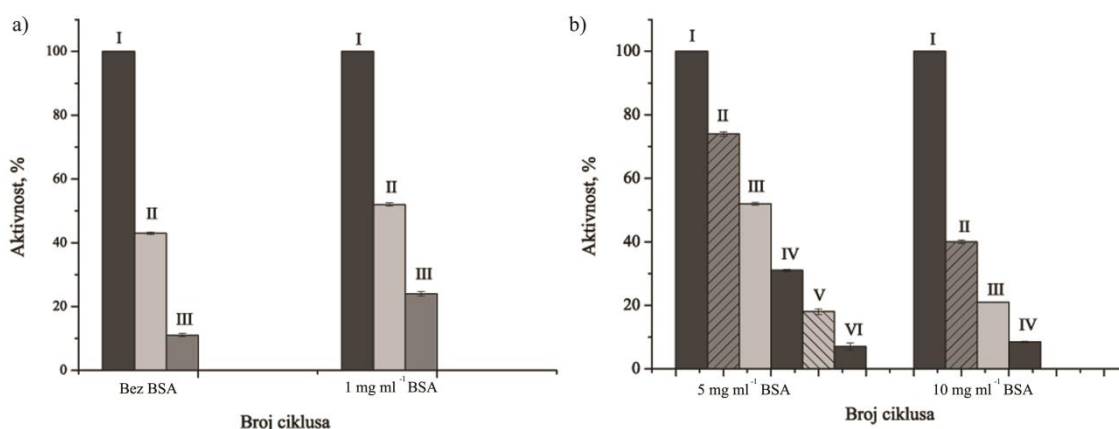 a)
Aktivnost, %
100
80
60
40
20
0
I
II
III
I
II
III
Bez BSA
1 mg ml⁻¹ BSA
Broj ciklusa
b)
Aktivnost, %
100
80
60
40
20
0
I
II
III
IV
V
VI
I
II
III
IV
5 mg ml⁻¹ BSA
10 mg ml⁻¹ BSA
Broj ciklusa